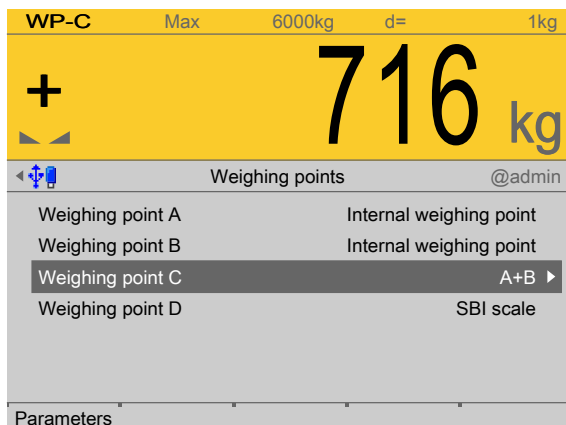 WP-C Max 6000kg d= 1kg
+ 716 kg
Weighing points @admin
Weighing point A Internal weighing point
Weighing point B Internal weighing point
Weighing point C A+B
Weighing point D SBI scale
Parameters